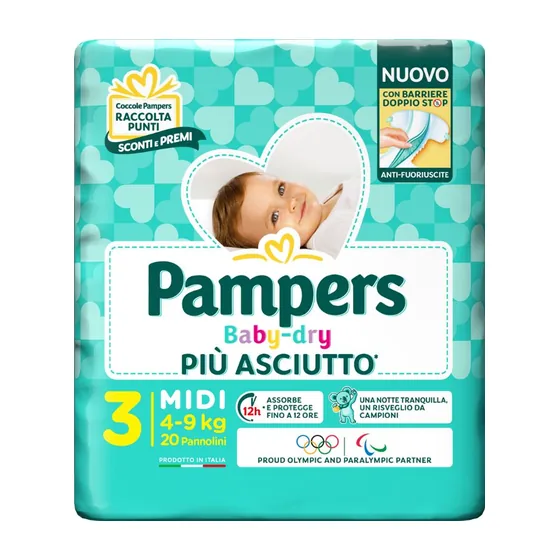 Coccole Pampers
RACCOLTA
PUNTI
SCONTI E PREMI
NUOVO
CON BARRIERE
DOPPIO STOP
ANTI-FUORIUSCITE
Pampers
Baby-dry
PIÙ ASCIUTTO*
3
MIDI
4-9 kg
20 Pannolini
PRODOTTO IN ITALIA
12h
ASSORBE
E PROTEGGE
FINO A 12 ORE
UNA NOTTE TRANQUILLA,
UN RISVEGLIO DA
CAMPIONI
PROUD OLYMPIC AND PARALYMPIC PARTNER